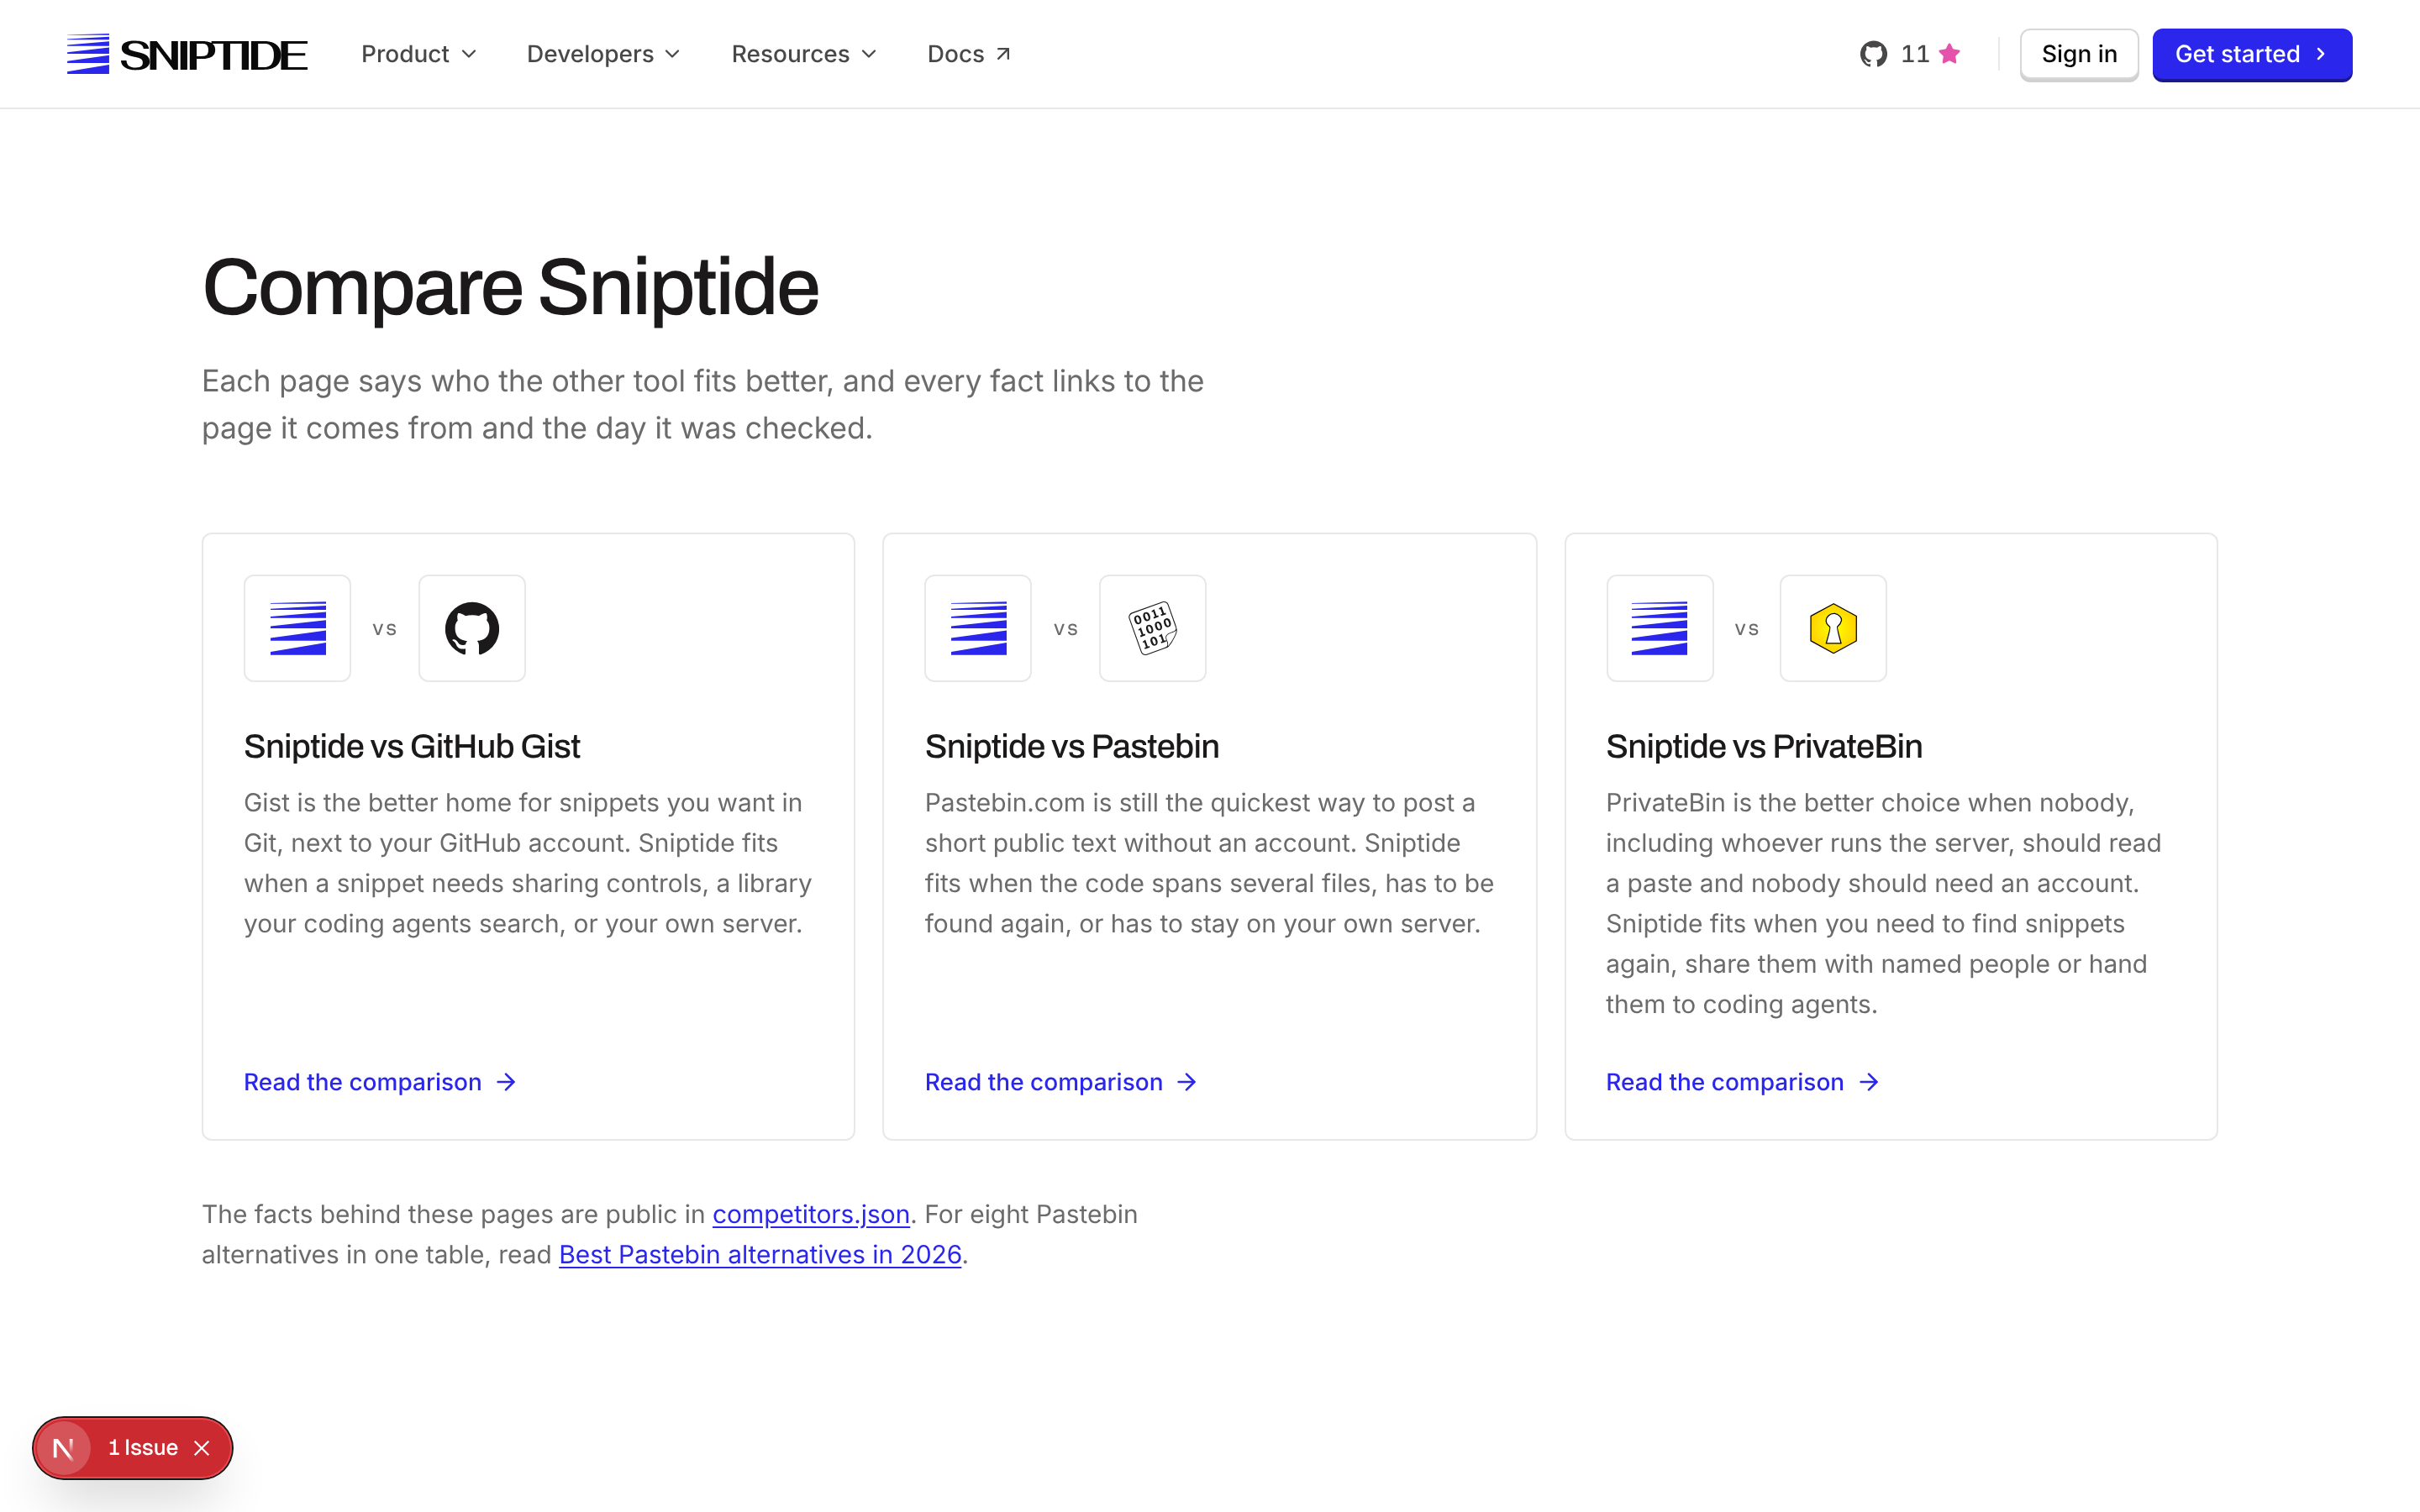 SNIPTIDE
Product
Developers
Resources
Docs
11
Sign in
Get started
Compare Sniptide
Each page says who the other tool fits better, and every fact links to the
page it comes from and the day it was checked.
vs
Sniptide vs GitHub Gist
Gist is the better home for snippets you want in
Git, next to your GitHub account. Sniptide fits
when a snippet needs sharing controls, a library
your coding agents search, or your own server.
Read the comparison
vs
0011
1000
101
Sniptide vs Pastebin
Pastebin.com is still the quickest way to post a
short public text without an account. Sniptide
fits when the code spans several files, has to be
found again, or has to stay on your own server.
Read the comparison
vs
Sniptide vs PrivateBin
PrivateBin is the better choice when nobody,
including whoever runs the server, should read
a paste and nobody should need an account.
Sniptide fits when you need to find snippets
again, share them with named people or hand
them to coding agents.
Read the comparison
The facts behind these pages are public in competitors.json. For eight Pastebin
alternatives in one table, read Best Pastebin alternatives in 2026.
N
1 Issue